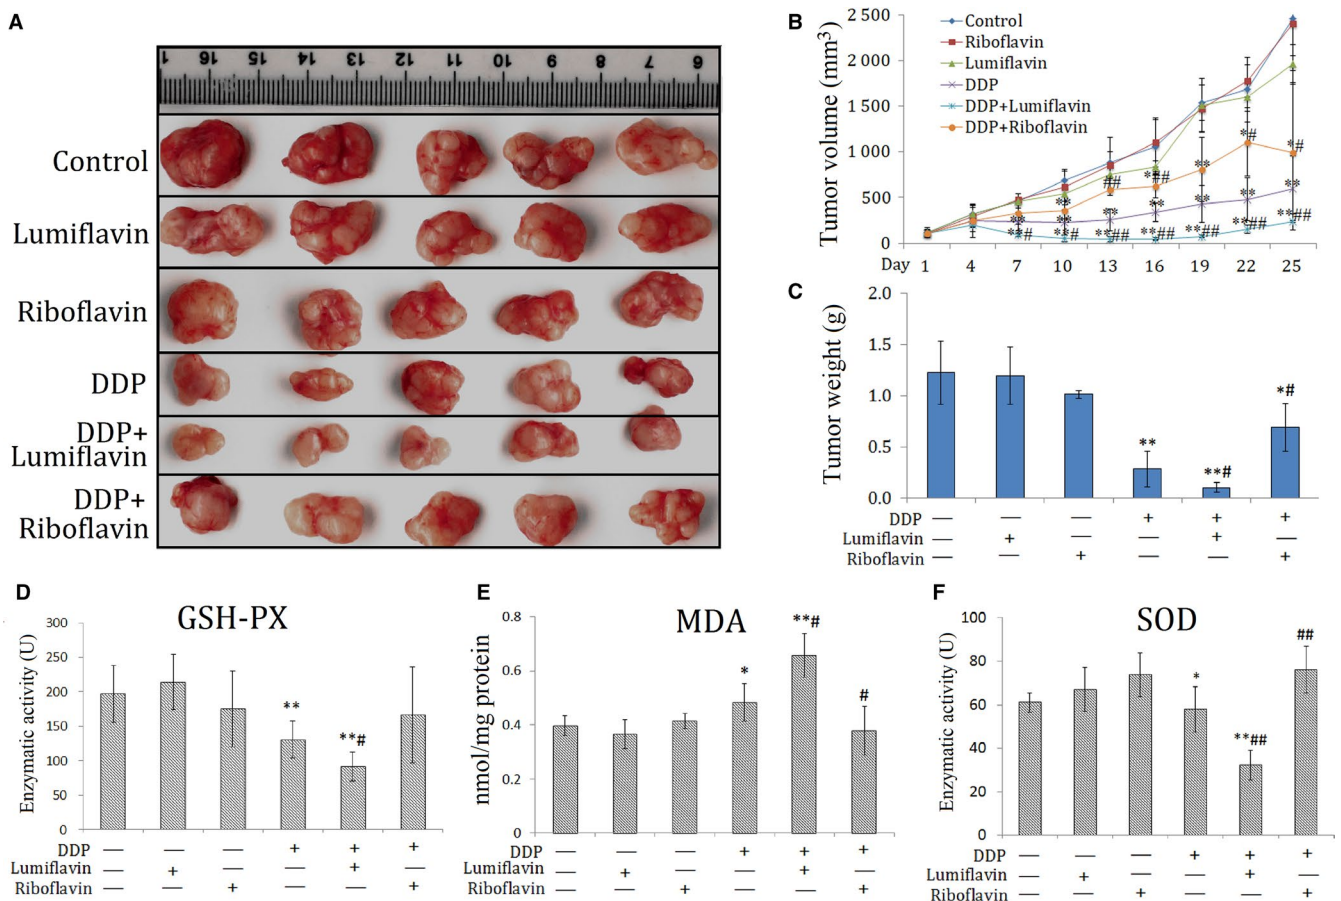 A
1 16 15 14 13 12 11 10 9 8 7 6
Control
Lumiflavin
Riboflavin
DDP
DDP+
Lumiflavin
DDP+
Riboflavin
B
Tumor volume (mm³)
2 500
2 000
1 500
1 000
500
0
Control
Riboflavin
Lumiflavin
DDP
DDP+Lumiflavin
DDP+Riboflavin
*# *#
** ** ## *## **
** ** ** ** ** ** **
**# **# **## **## **## **## **##
Day 1 4 7 10 13 16 19 22 25
C
Tumor weight (g)
2.0
1.5
1.0
0.5
0.0
** **# *#
DDP — — — + + +
Lumiflavin — + — — + —
Riboflavin — — + — — +
D
GSH-PX
Enzymatic activity (U)
300
250
200
150
100
50
0
** **#
DDP — — — + + +
Lumiflavin — + — — + —
Riboflavin — — + — — +
E
MDA
nmol/mg protein
0.8
0.6
0.4
0.2
0
* **# #
DDP — — — + + +
Lumiflavin — + — — + —
Riboflavin — — + — — +
F
SOD
Enzymatic activity (U)
100
80
60
40
20
0
* **## ##
DDP — — — + + +
Lumiflavin — + — — + —
Riboflavin — — + — — +